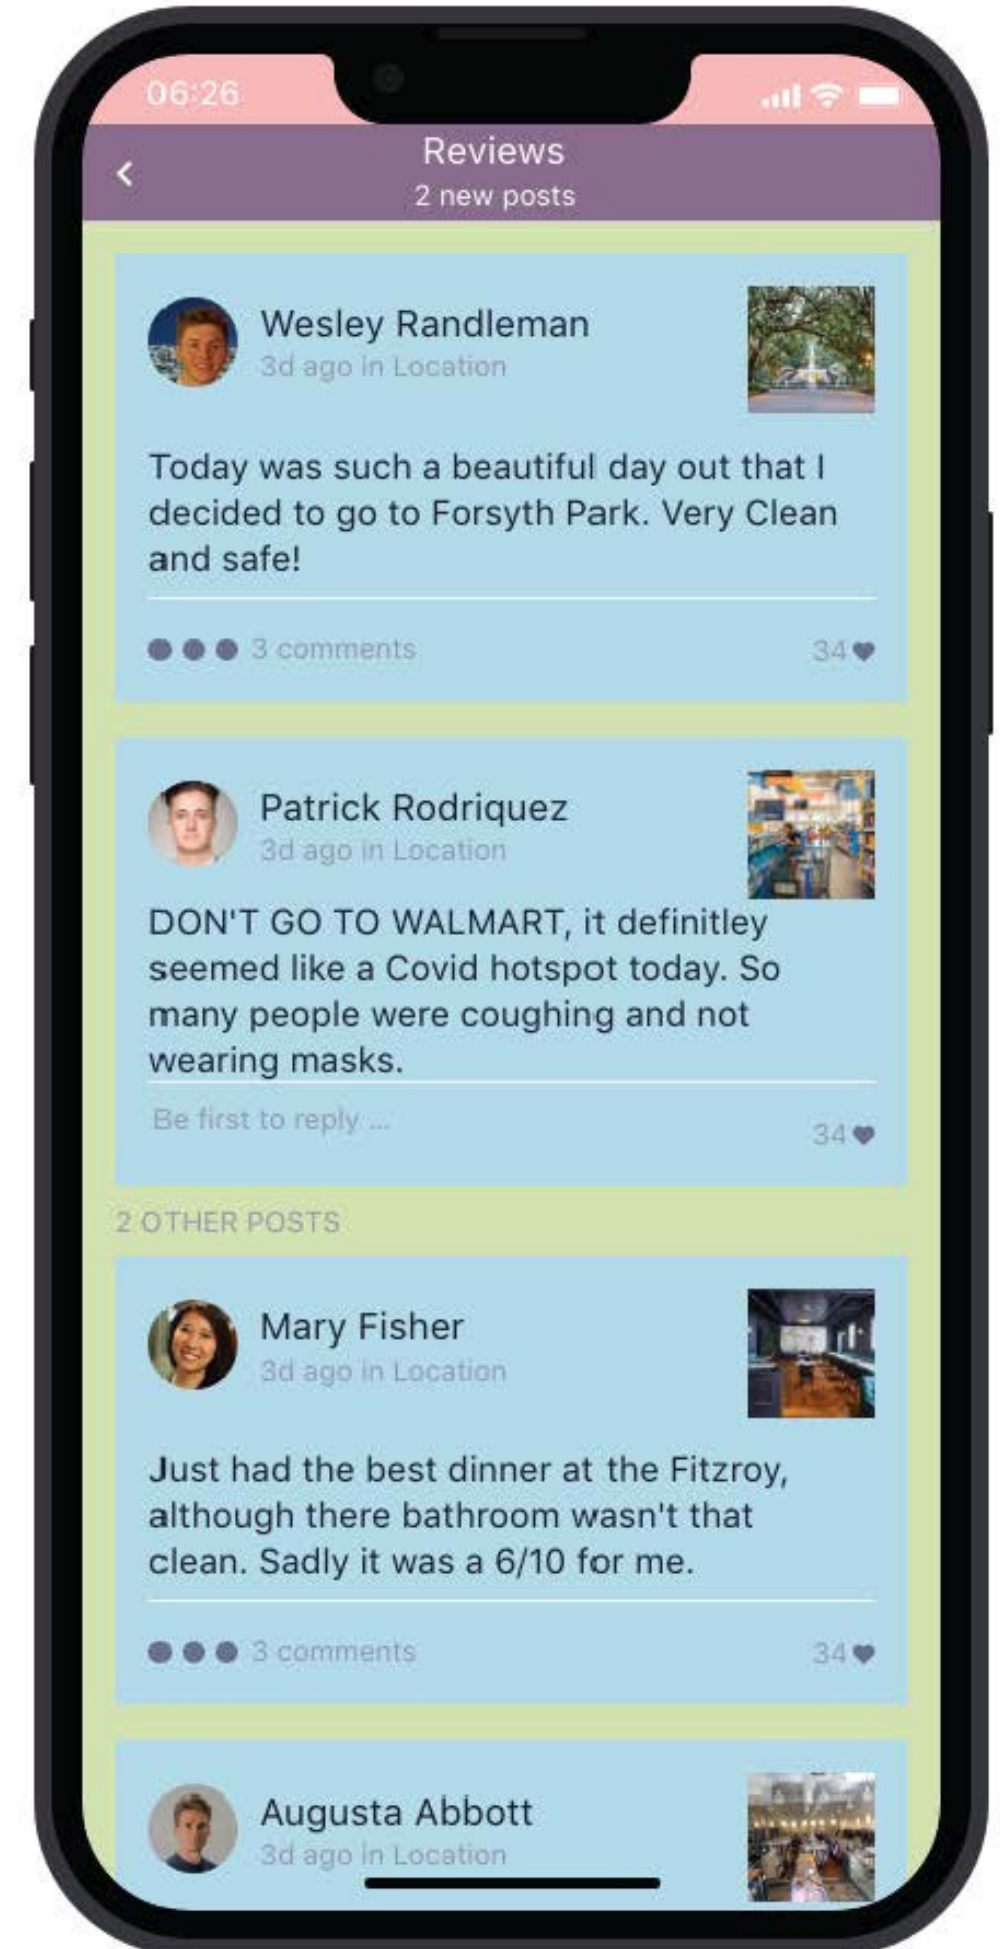 06:26
Reviews
2 new posts
Wesley Randleman
3d ago in Location
Today was such a beautiful day out that I
decided to go to Forsyth Park. Very Clean
and safe!
3 comments
34
Patrick Rodriquez
3d ago in Location
DON'T GO TO WALMART, it definitley
seemed like a Covid hotspot today. So
many people were coughing and not
wearing masks.
Be first to reply ...
34
2 OTHER POSTS
Mary Fisher
3d ago in Location
Just had the best dinner at the Fitzroy,
although there bathroom wasn't that
clean. Sadly it was a 6/10 for me.
3 comments
34
Augusta Abbott
3d ago in Location